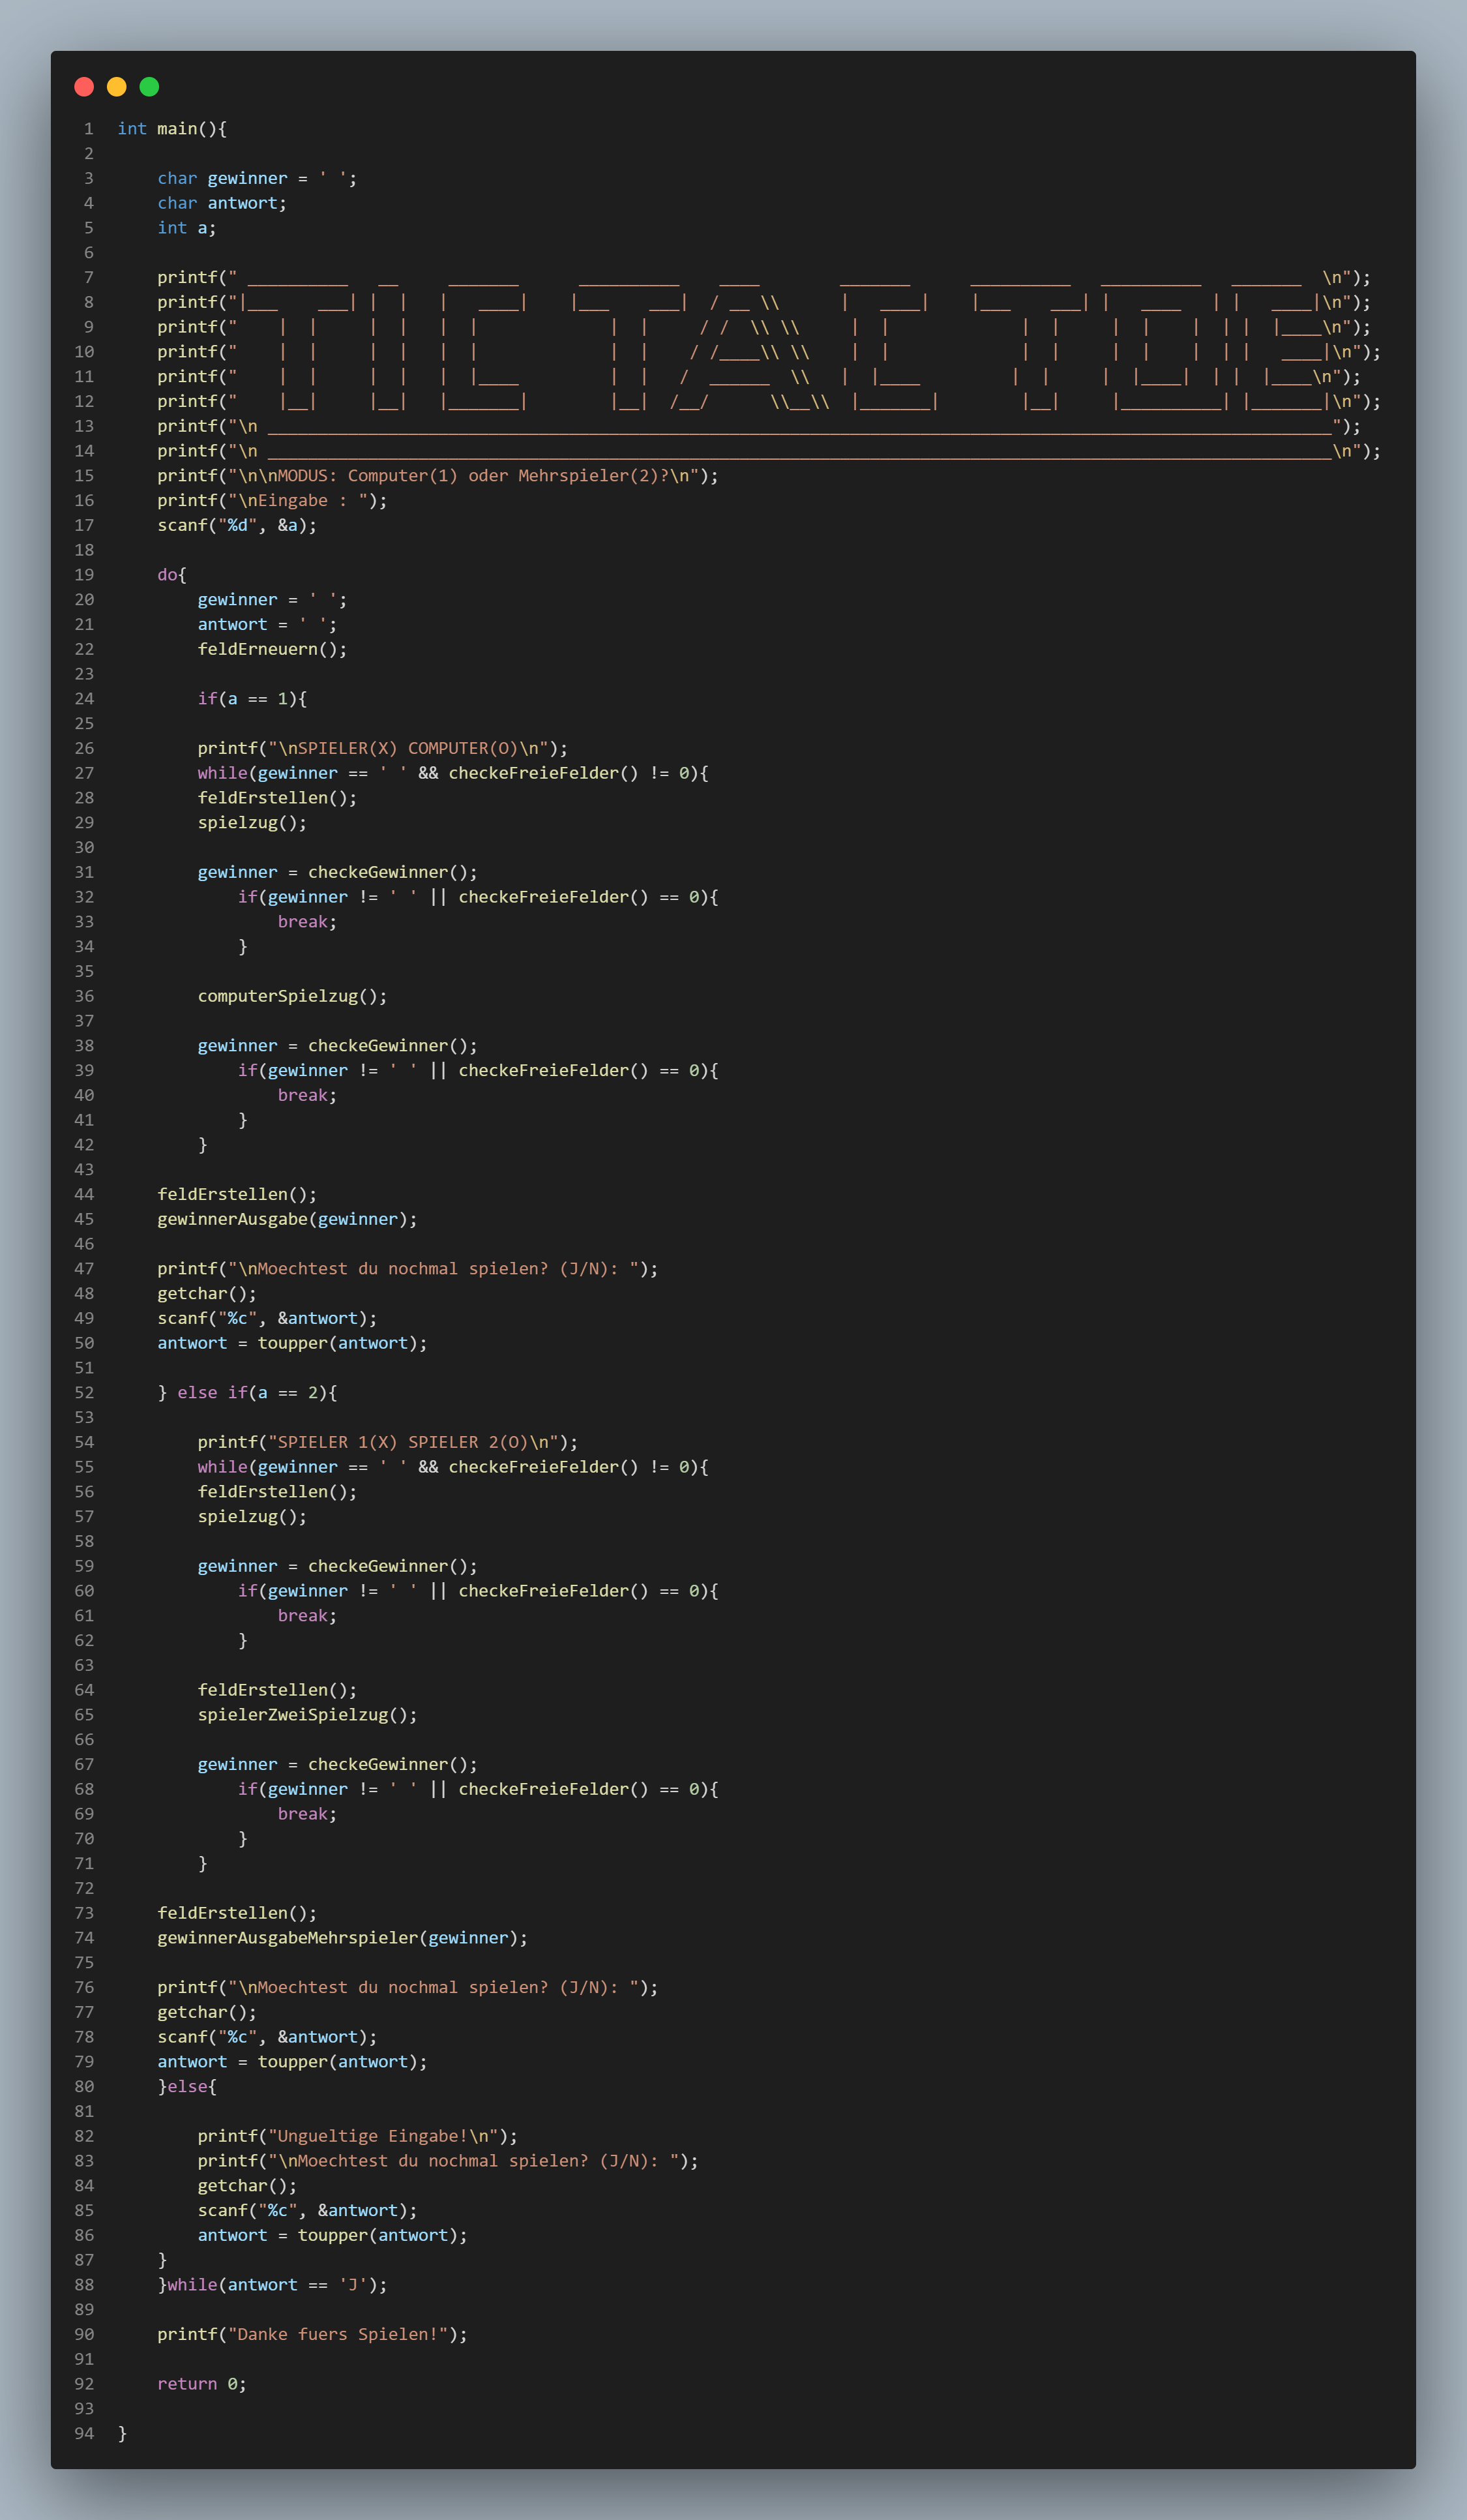 1 int main(){
2
3     char gewinner = ' ';
4     char antwort;
5     int a;
6
7     printf(" __________   __     _______      __________    ____        _______      __________   __________   _______  \n");
8     printf("|___    ___| |  |   |   ____|    |___    ___|  / __ \\      |   ____|    |___    ___| |   ____   | |   ____|\n");
9     printf("    |  |     |  |   |  |             |  |     / /  \\ \\     |  |             |  |     |  |    |  | |  |____\n");
10     printf("    |  |     |  |   |  |             |  |    / /____\\ \\    |  |             |  |     |  |    |  | |   ____|\n");
11     printf("    |  |     |  |   |  |____         |  |   /  ______  \\   |  |____        |  |     |  |____|  | |  |____\n");
12     printf("    |__|     |__|   |_______|        |__|  /__/      \\__\\  |_______|        |__|     |__________| |_______|\n");
13     printf("\n __________________________________________________________________________________________________________");
14     printf("\n __________________________________________________________________________________________________________\n");
15     printf("\n\nMODUS: Computer(1) oder Mehrspieler(2)?\n");
16     printf("\nEingabe : ");
17     scanf("%d", &a);
18
19     do{
20         gewinner = ' ';
21         antwort = ' ';
22         feldErneuern();
23
24         if(a == 1){
25
26         printf("\nSPIELER(X) COMPUTER(O)\n");
27         while(gewinner == ' ' && checkeFreieFelder() != 0){
28         feldErstellen();
29         spielzug();
30
31         gewinner = checkeGewinner();
32             if(gewinner != ' ' || checkeFreieFelder() == 0){
33                 break;
34             }
35
36         computerSpielzug();
37
38         gewinner = checkeGewinner();
39             if(gewinner != ' ' || checkeFreieFelder() == 0){
40                 break;
41             }
42         }
43
44     feldErstellen();
45     gewinnerAusgabe(gewinner);
46
47     printf("\nMoechtest du nochmal spielen? (J/N): ");
48     getchar();
49     scanf("%c", &antwort);
50     antwort = toupper(antwort);
51
52     } else if(a == 2){
53
54         printf("SPIELER 1(X) SPIELER 2(O)\n");
55         while(gewinner == ' ' && checkeFreieFelder() != 0){
56         feldErstellen();
57         spielzug();
58
59         gewinner = checkeGewinner();
60             if(gewinner != ' ' || checkeFreieFelder() == 0){
61                 break;
62             }
63
64         feldErstellen();
65         spielerZweiSpielzug();
66
67         gewinner = checkeGewinner();
68             if(gewinner != ' ' || checkeFreieFelder() == 0){
69                 break;
70             }
71         }
72
73     feldErstellen();
74     gewinnerAusgabeMehrspieler(gewinner);
75
76     printf("\nMoechtest du nochmal spielen? (J/N): ");
77     getchar();
78     scanf("%c", &antwort);
79     antwort = toupper(antwort);
80     }else{
81
82         printf("Ungueltige Eingabe!\n");
83         printf("\nMoechtest du nochmal spielen? (J/N): ");
84         getchar();
85         scanf("%c", &antwort);
86         antwort = toupper(antwort);
87     }
88     }while(antwort == 'J');
89
90     printf("Danke fuers Spielen!");
91
92     return 0;
93
94 }